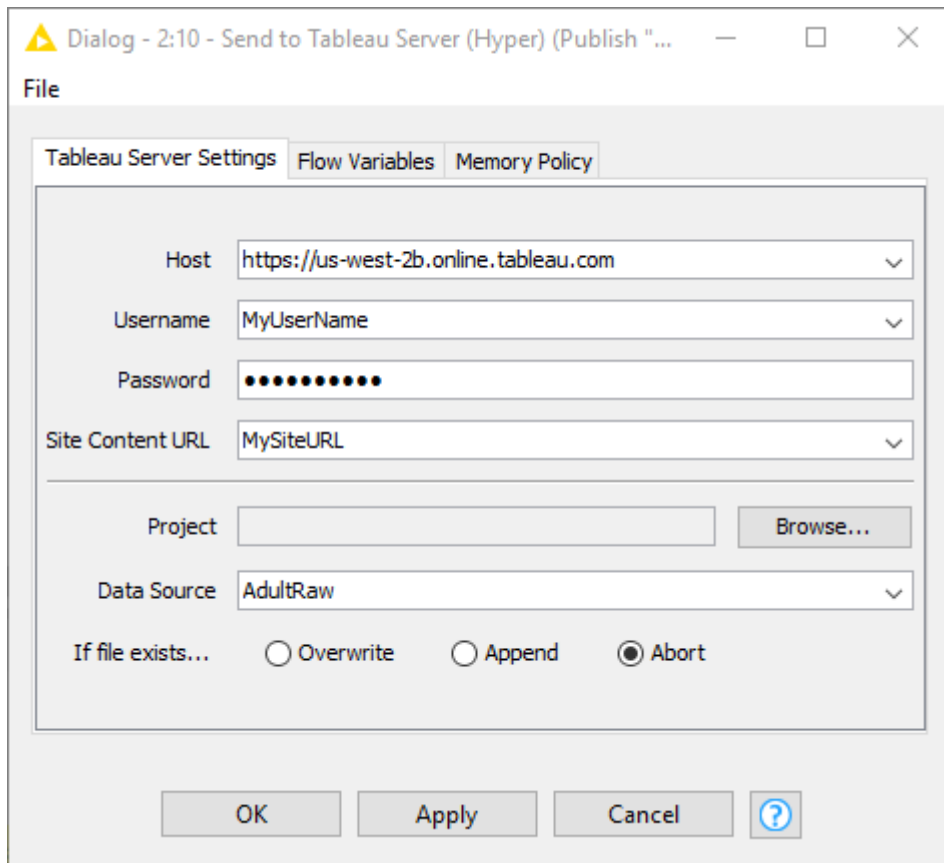 Dialog - 2:10 - Send to Tableau Server (Hyper) (Publish "...
File
Tableau Server Settings Flow Variables Memory Policy
Host https://us-west-2b.online.tableau.com
Username MyUserName
Password ●●●●●●●●●●
Site Content URL MySiteURL
Project Browse...
Data Source AdultRaw
If file exists... Overwrite Append Abort
OK Apply Cancel ?